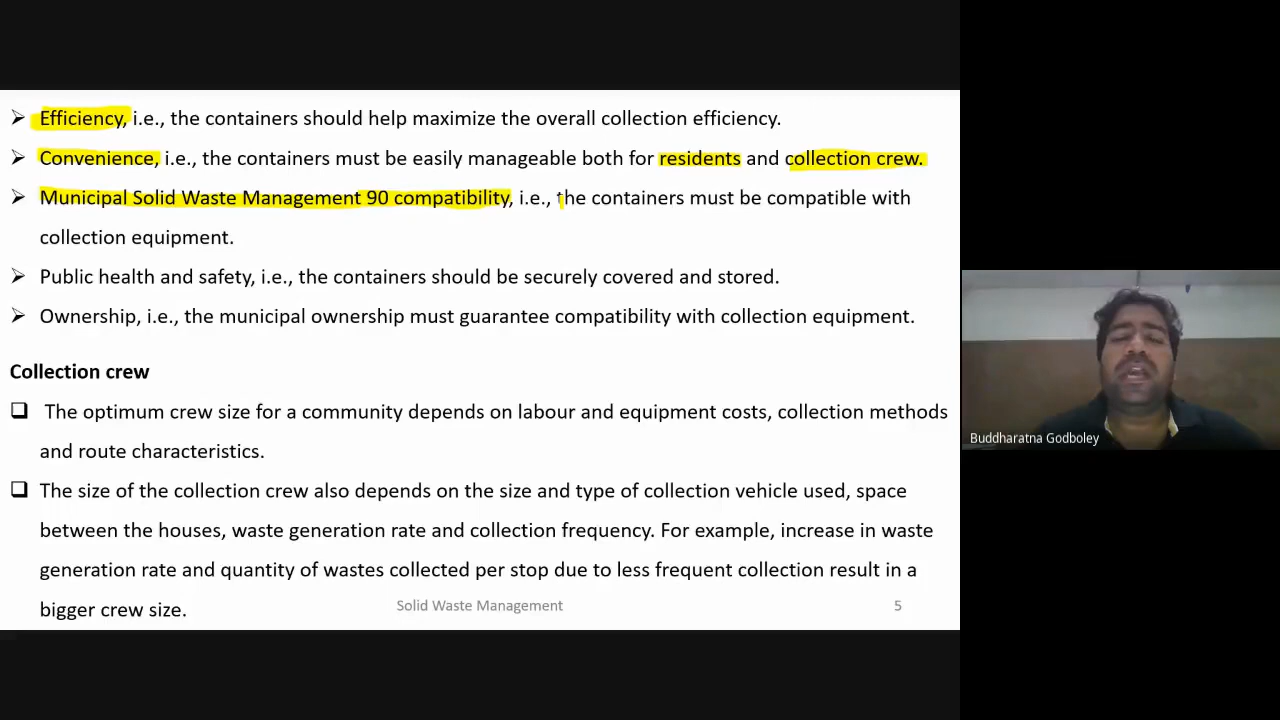 Efficiency, i.e., the containers should help maximize the overall collection efficiency.
Convenience, i.e., the containers must be easily manageable both for residents and collection crew.
Municipal Solid Waste Management 90 compatibility, i.e., the containers must be compatible with
collection equipment.
Public health and safety, i.e., the containers should be securely covered and stored.
Ownership, i.e., the municipal ownership must guarantee compatibility with collection equipment.
Collection crew
The optimum crew size for a community depends on labour and equipment costs, collection methods
and route characteristics.
The size of the collection crew also depends on the size and type of collection vehicle used, space
between the houses, waste generation rate and collection frequency. For example, increase in waste
generation rate and quantity of wastes collected per stop due to less frequent collection result in a
bigger crew size.
Solid Waste Management
5
Buddharatna Godboley